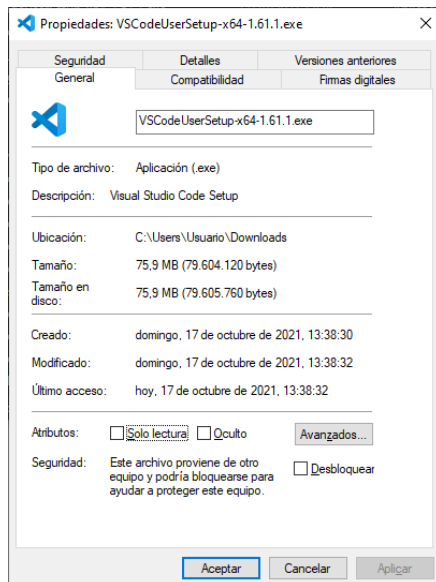 Propiedades: VSCodeUserSetup-x64-1.61.1.exe
Seguridad Detalles Versiones anteriores
General Compatibilidad Firmas digitales
VSCodeUserSetup-x64-1.61.1.exe
Tipo de archivo: Aplicación (.exe)
Descripción: Visual Studio Code Setup
Ubicación: C:\Users\Usuario\Downloads
Tamaño: 75,9 MB (79.604.120 bytes)
Tamaño en
disco: 75,9 MB (79.605.760 bytes)
Creado: domingo, 17 de octubre de 2021, 13:38:30
Modificado: domingo, 17 de octubre de 2021, 13:38:32
Último acceso: hoy, 17 de octubre de 2021, 13:38:32
Atributos: Solo lectura Oculto Avanzados...
Seguridad: Este archivo proviene de otro
equipo y podría bloquearse para Desbloquear
ayudar a proteger este equipo.
Aceptar Cancelar Aplicar